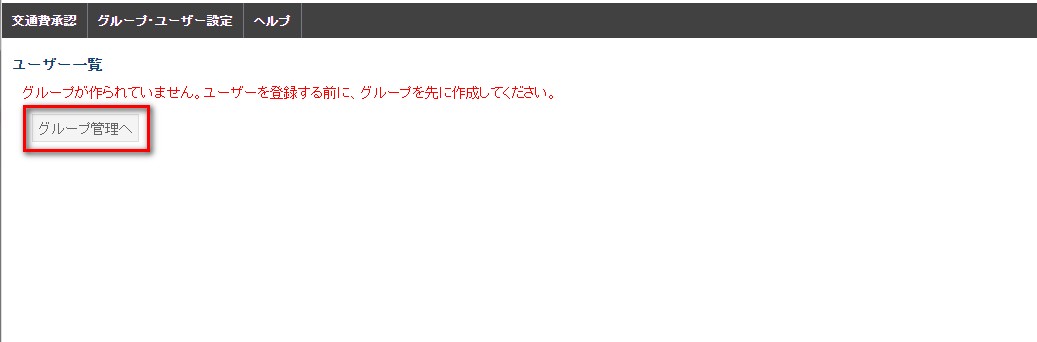 交通費承認 グループ・ユーザー設定 ヘルプ
ユーザー一覧
グループが作られていません。ユーザーを登録する前に、グループを先に作成してください。
グループ管理へ